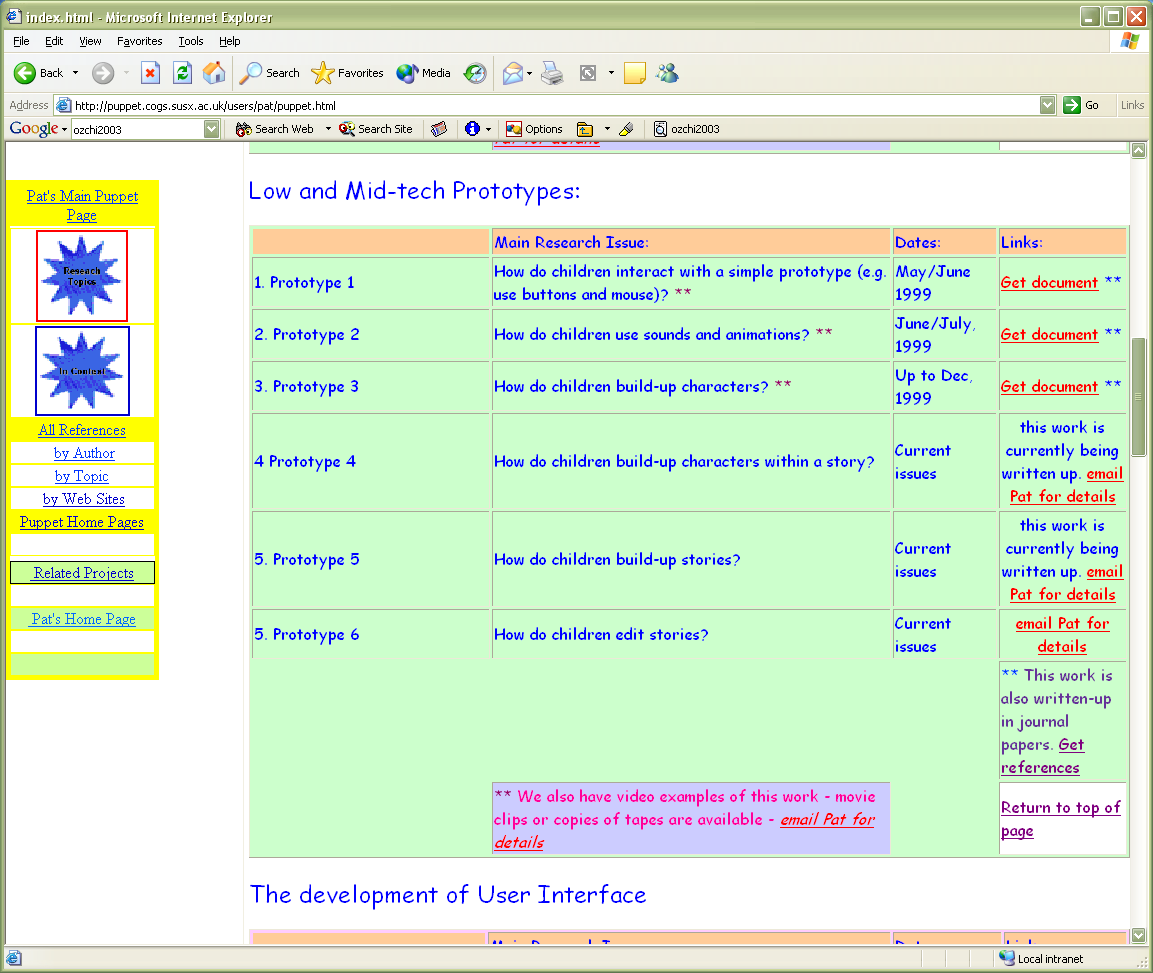 index.html - Microsoft Internet Explorer
File Edit View Favorites Tools Help
Back Search Favorites Media
Address http://puppet.cogs.susx.ac.uk/users/pat/puppet.html Go Links
Google ozchi2003 Search Web Search Site Options ozchi2003
Pat's Main Puppet
Page
Reseach
Topics
In Context
All References
by Author
by Topic
by Web Sites
Puppet Home Pages
Related Projects
Pat's Home Page
Low and Mid-tech Prototypes:
Main Research Issue: Dates: Links:
1. Prototype 1 How do children interact with a simple prototype (e.g. use buttons and mouse)? ** May/June 1999 Get document **
2. Prototype 2 How do children use sounds and animations? ** June/July, 1999 Get document **
3. Prototype 3 How do children build-up characters? ** Up to Dec, 1999 Get document **
4 Prototype 4 How do children build-up characters within a story? Current issues this work is currently being written up. email Pat for details
5. Prototype 5 How do children build-up stories? Current issues this work is currently being written up. email Pat for details
5. Prototype 6 How do children edit stories? Current issues email Pat for details
** This work is
also written-up
in journal
papers. Get
references
** We also have video examples of this work - movie
clips or copies of tapes are available - email Pat for
details
Return to top of
page
The development of User Interface
Local intranet